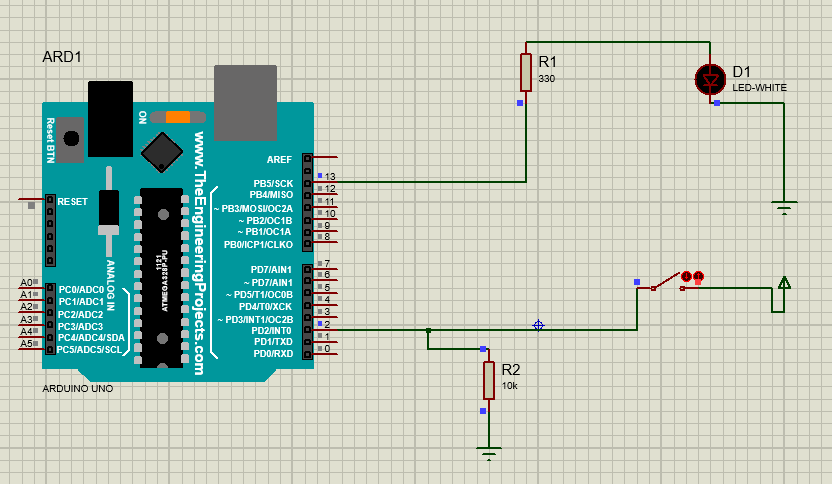 ARD1
ON
Reset BTN
www.TheEngineeringProjects.com
1121
ATMEGA328P-PU
ANALOG IN
RESET
A0 PC0/ADC0
A1 PC1/ADC1
A2 PC2/ADC2
A3 PC3/ADC3
A4 PC4/ADC4/SDA
A5 PC5/ADC5/SCL
AREF
PB5/SCK 13
PB4/MISO 12
~ PB3/MOSI/OC2A 11
~ PB2/OC1B 10
~ PB1/OC1A 9
PB0/ICP1/CLKO 8
PD7/AIN1 7
~ PD7/AIN1 6
~ PD5/T1/OC0B 5
PD4/T0/XCK 4
~ PD3/INT1/OC2B 3
PD2/INT0 2
PD1/TXD 1
PD0/RXD 0
ARDUINO UNO
R1
330
D1
LED-WHITE
R2
10k